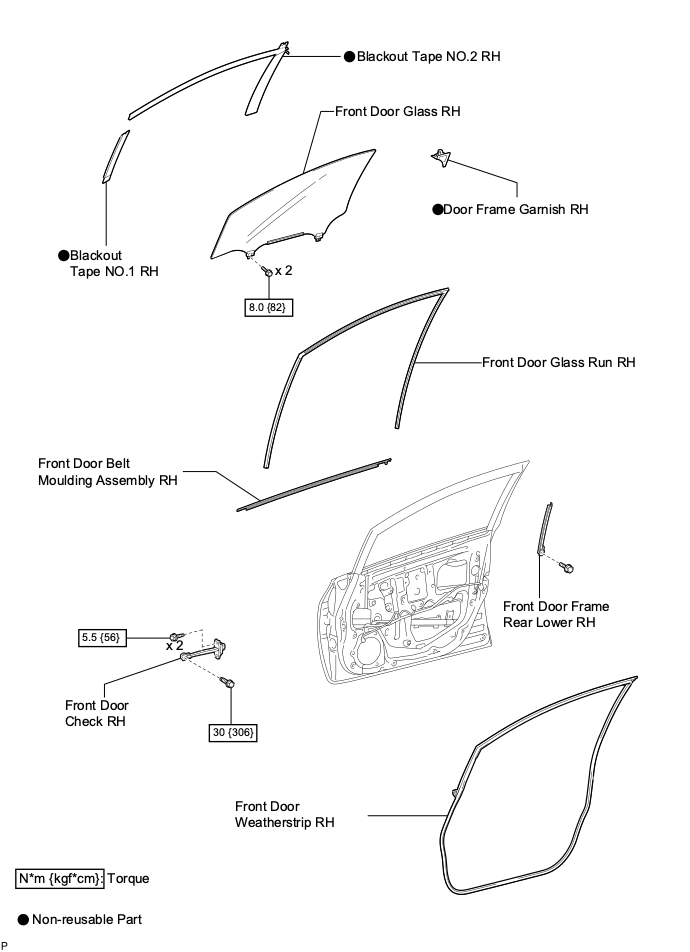 ● Blackout Tape NO.2 RH
Front Door Glass RH
● Door Frame Garnish RH
● Blackout
Tape NO.1 RH
x 2
8.0 {82}
Front Door Glass Run RH
Front Door Belt
Moulding Assembly RH
Front Door Frame
Rear Lower RH
5.5 {56}
x 2
Front Door
Check RH
30 {306}
Front Door
Weatherstrip RH
N*m {kgf*cm}: Torque
● Non-reusable Part
P